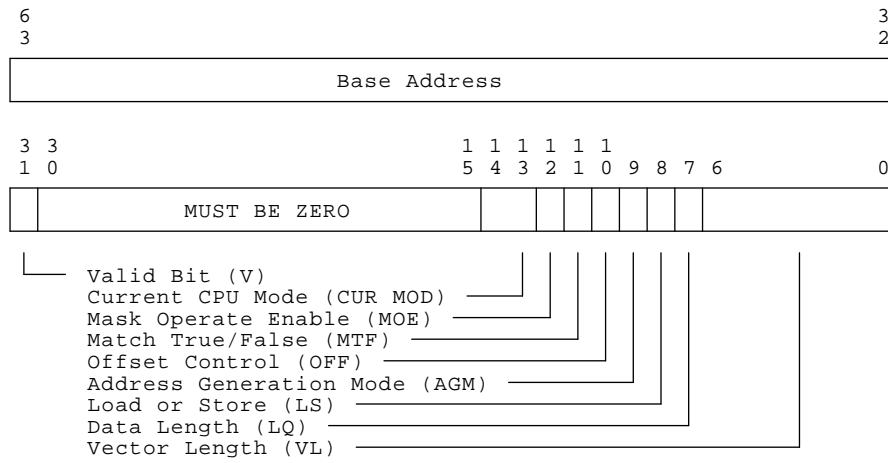 6 3
3 2
Base Address
3 3 1 1 1 1 1 1
1 0 5 4 3 2 1 0 9 8 7 6 0
MUST BE ZERO
Valid Bit (V)
Current CPU Mode (CUR MOD)
Mask Operate Enable (MOE)
Match True/False (MTF)
Offset Control (OFF)
Address Generation Mode (AGM)
Load or Store (LS)
Data Length (LQ)
Vector Length (VL)